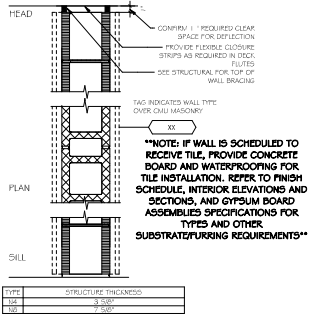 HEAD
CONFIRM 1" REQUIRED CLEAR
SPACE FOR DEFLECTION
PROVIDE FLEXIBLE CLOSURE
STRIPS AS REQUIRED IN DECK
FLUTES
SEE STRUCTURAL FOR TOP OF
WALL BRACING
TAG INDICATES WALL TYPE
OVER CMU MASONRY
XX
**NOTE: IF WALL IS SCHEDULED TO
RECEIVE TILE, PROVIDE CONCRETE
BOARD AND WATERPROOFING FOR
TILE INSTALLATION. REFER TO FINISH
SCHEDULE, INTERIOR ELEVATIONS AND
SECTIONS, AND GYPSUM BOARD
ASSEMBLIES SPECIFICATIONS FOR
TYPES AND OTHER
SUBSTRATE/FURRING REQUIREMENTS**
PLAN
SILL
TYPE STRUCTURE THICKNESS
N4 3 5/8"
N8 7 5/8"